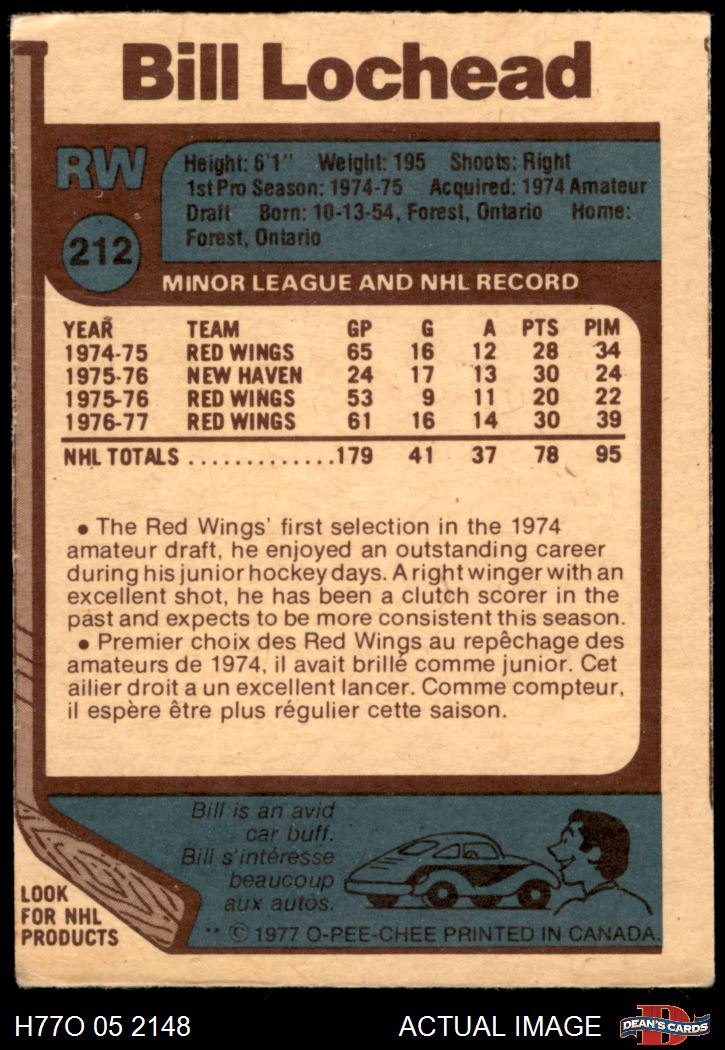 Bill Lochead
RW
212
Height: 6'1" Weight: 195 Shoots: Right
1st Pro Season: 1974-75 Acquired: 1974 Amateur
Draft Born: 10-13-54, Forest, Ontario Home:
Forest, Ontario
MINOR LEAGUE AND NHL RECORD
YEAR TEAM GP G A PTS PIM
1974-75 RED WINGS 65 16 12 28 34
1975-76 NEW HAVEN 24 17 13 30 24
1975-76 RED WINGS 53 9 11 20 22
1976-77 RED WINGS 61 16 14 30 39
NHL TOTALS .............179 41 37 78 95
• The Red Wings' first selection in the 1974
amateur draft, he enjoyed an outstanding career
during his junior hockey days. A right winger with an
excellent shot, he has been a clutch scorer in the
past and expects to be more consistent this season.
• Premier choix des Red Wings au repêchage des
amateurs de 1974, il avait brillé comme junior. Cet
ailier droit a un excellent lancer. Comme compteur,
il espère être plus régulier cette saison.
Bill is an avid
car buff.
Bill s'intéresse
beaucoup
aux autos.
LOOK
FOR NHL
PRODUCTS
** © 1977 O-PEE-CHEE PRINTED IN CANADA.
H77O 05 2148 ACTUAL IMAGE D DEAN'S CARDS